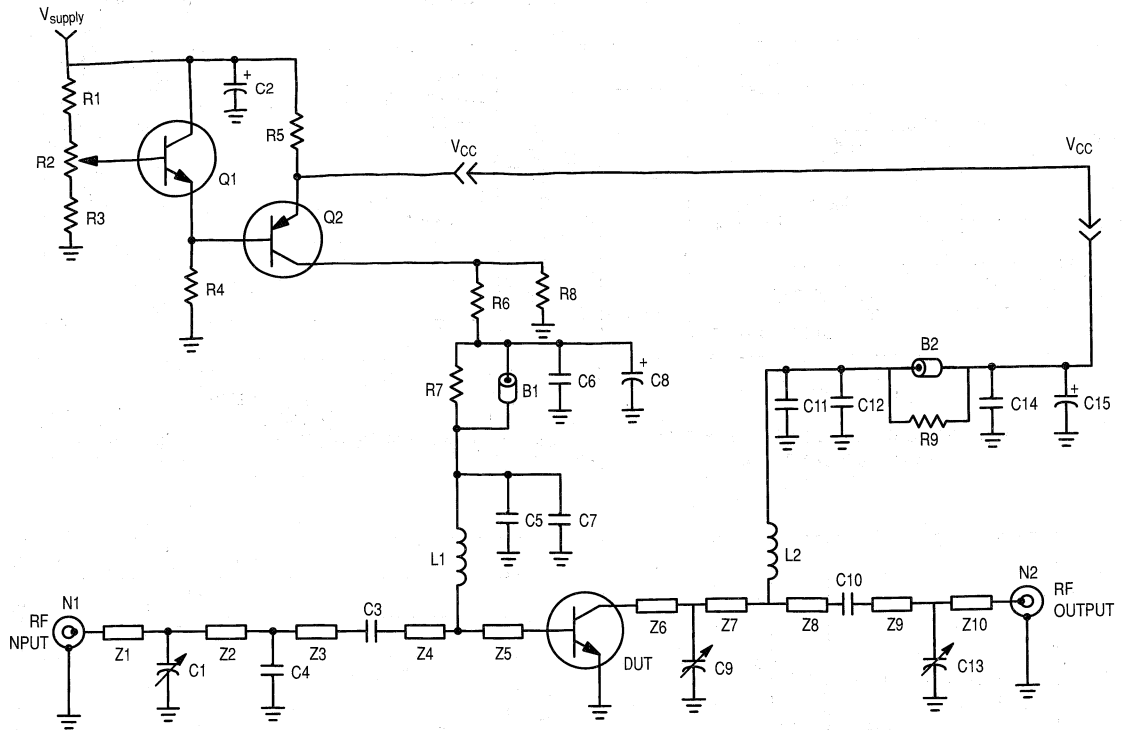 Vsupply
R1
C2
R5
R2
Q1
VCC
VCC
R3
Q2
R4
R6
R8
R7
B1
C6
C8
B2
C11
C12
R9
C14
C15
C5
C7
L1
L2
N1
RF
NPUT
Z1
C1
Z2
C4
Z3
C3
Z4
Z5
DUT
Z6
C9
Z7
Z8
C10
Z9
C13
Z10
N2
RF
OUTPUT